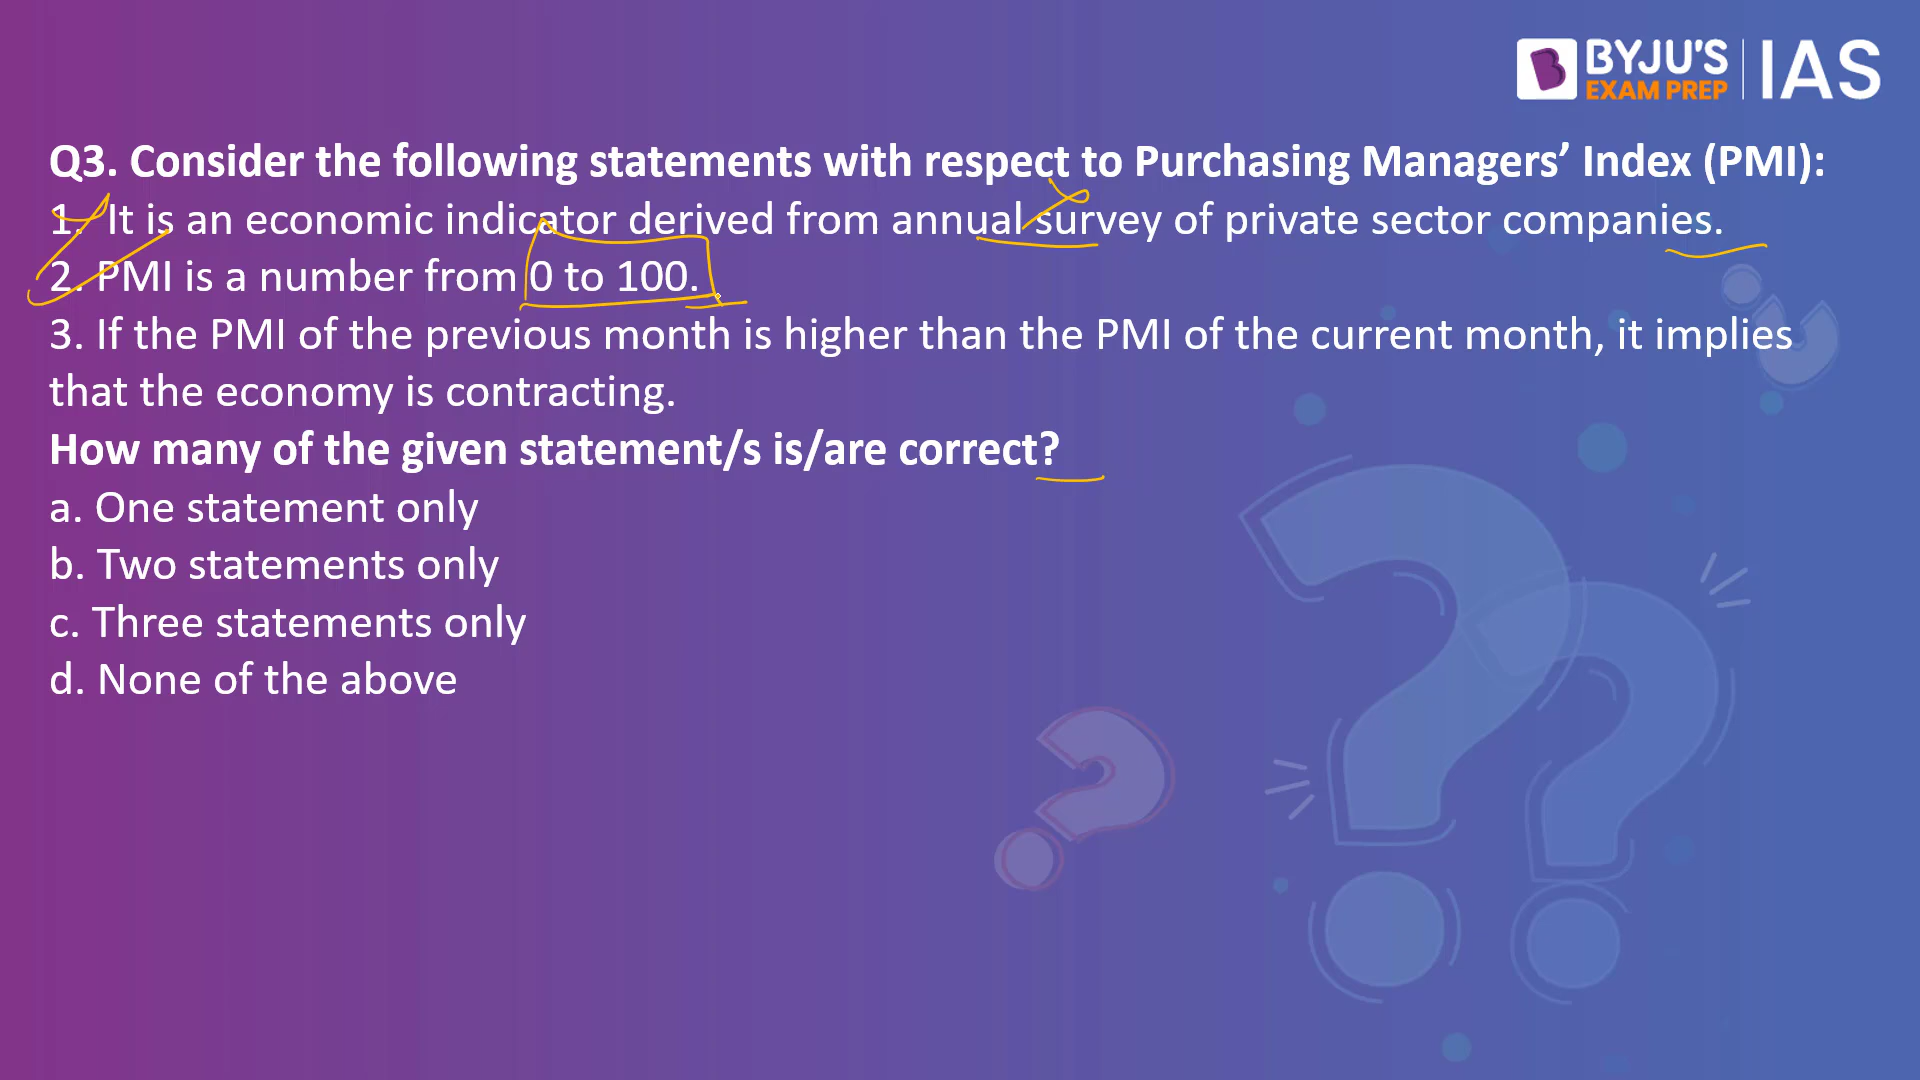 BYJU'S
EXAM PREP
IAS
Q3. Consider the following statements with respect to Purchasing Managers’ Index (PMI):
1. It is an economic indicator derived from annual survey of private sector companies.
2. PMI is a number from 0 to 100.
3. If the PMI of the previous month is higher than the PMI of the current month, it implies
that the economy is contracting.
How many of the given statement/s is/are correct?
a. One statement only
b. Two statements only
c. Three statements only
d. None of the above